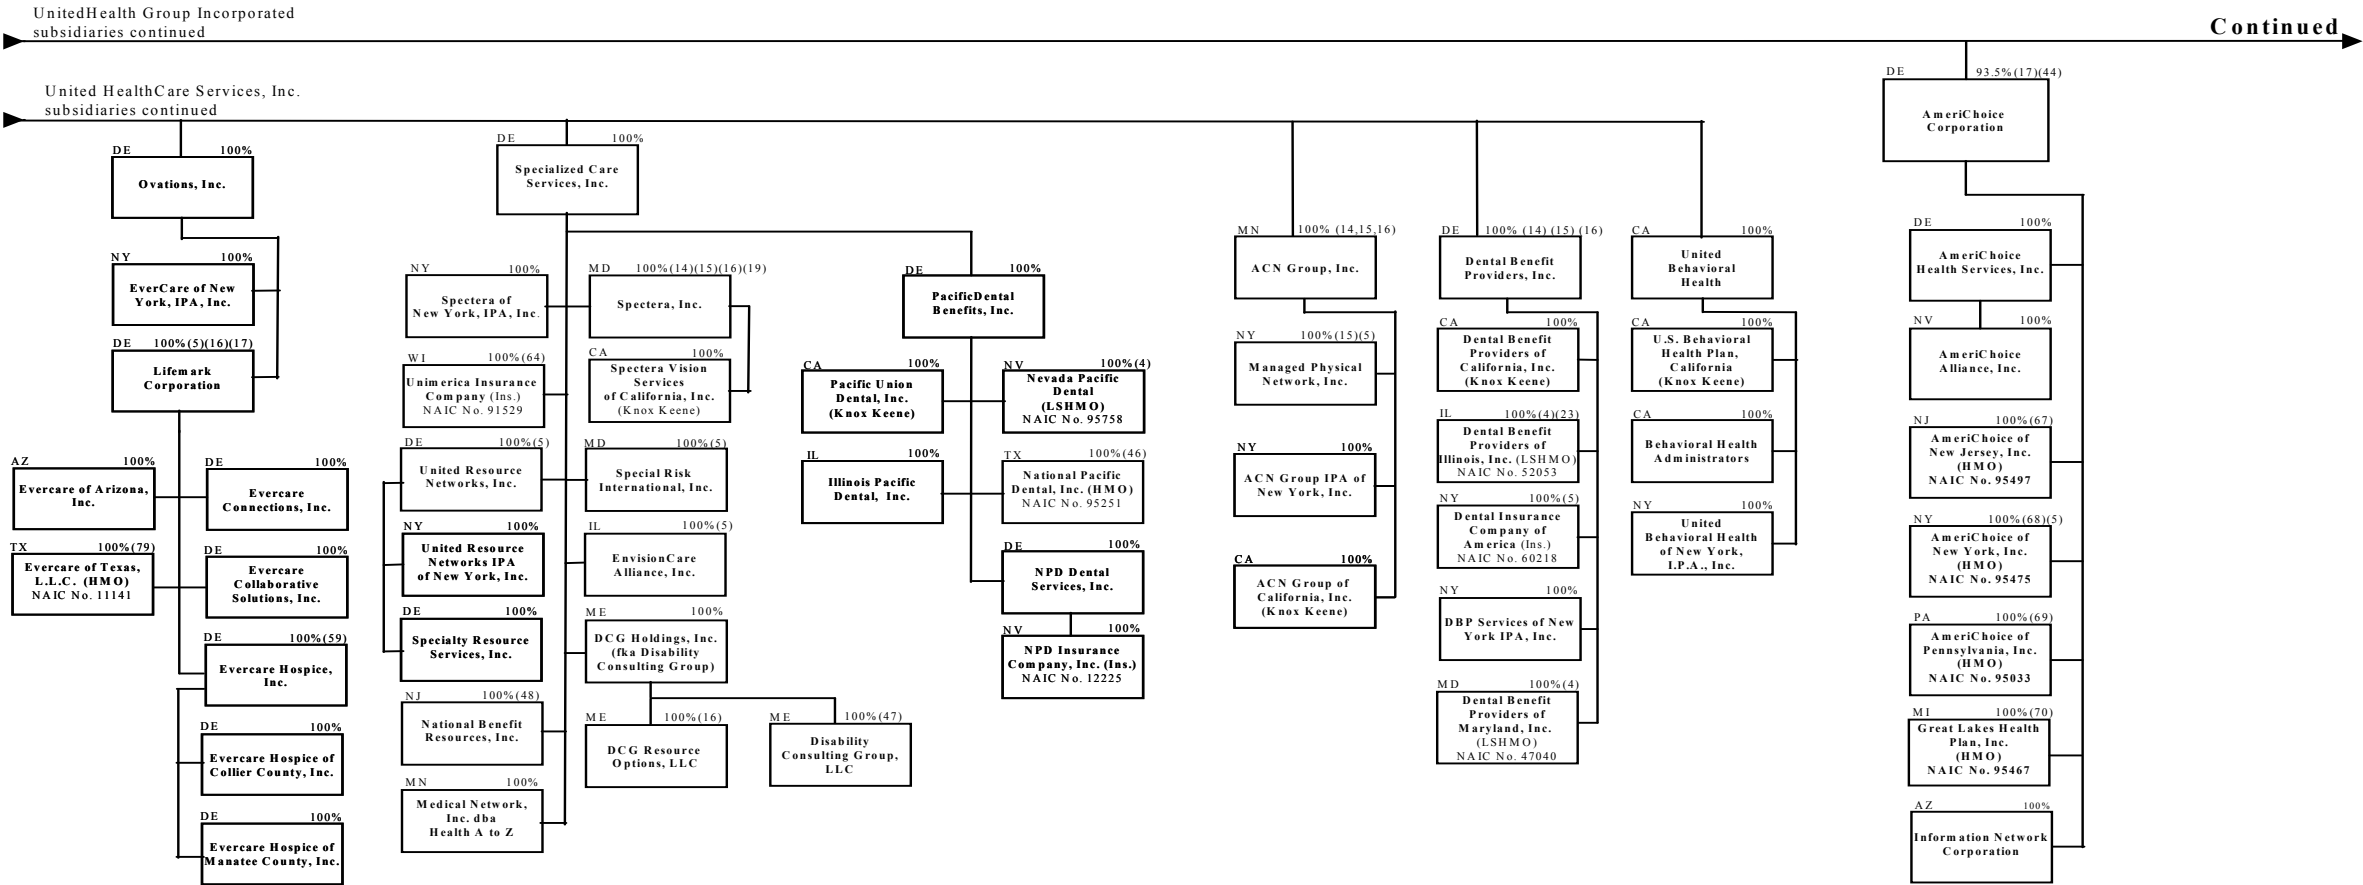 UnitedHealth Group Incorporated
subsidiaries continued
Continued
United HealthCare Services, Inc.
subsidiaries continued
DE 100%
Ovations, Inc.
NY 100%
EverCare of New
York, IPA, Inc.
DE 100%(5)(16)(17)
Lifemark
Corporation
AZ 100%
Evercare of Arizona,
Inc.
DE 100%
Evercare
Connections, Inc.
TX 100%(79)
Evercare of Texas,
L.L.C. (HMO)
NAIC No. 11141
DE 100%
Evercare
Collaborative
Solutions, Inc.
DE 100%(59)
Evercare Hospice,
Inc.
DE 100%
Evercare Hospice of
Collier County, Inc.
DE 100%
Evercare Hospice of
Manatee County, Inc.
DE 100%
Specialized Care
Services, Inc.
NY 100%
Spectera of
New York, IPA, Inc.
MD 100%(14)(15)(16)(19)
Spectera, Inc.
WI 100%(64)
Unimerica Insurance
Company (Ins.)
NAIC No. 91529
CA 100%
Spectera Vision
Services
of California, Inc.
(Knox Keene)
DE 100%(5)
United Resource
Networks, Inc.
MD 100%(5)
Special Risk
International, Inc.
NY 100%
United Resource
Networks IPA
of New York, Inc.
IL 100%(5)
EnvisionCare
Alliance, Inc.
DE 100%
Specialty Resource
Services, Inc.
ME 100%
DCG Holdings, Inc.
(fka Disability
Consulting Group)
NJ 100%(48)
National Benefit
Resources, Inc.
ME 100%(16)
DCG Resource
Options, LLC
ME 100%(47)
Disability
Consulting Group,
LLC
MN 100%
Medical Network,
Inc. dba
Health A to Z
DE 100%
PacificDental
Benefits, Inc.
CA 100%
Pacific Union
Dental, Inc.
(Knox Keene)
NV 100%(4)
Nevada Pacific
Dental
(LSHMO)
NAIC No. 95758
IL 100%
Illinois Pacific
Dental, Inc.
TX 100%(46)
National Pacific
Dental, Inc. (HMO)
NAIC No. 95251
DE 100%
NPD Dental
Services, Inc.
NV 100%
NPD Insurance
Company, Inc. (Ins.)
NAIC No. 12225
MN 100% (14,15,16)
ACN Group, Inc.
NY 100%(15)(5)
Managed Physical
Network, Inc.
NY 100%
ACN Group IPA of
New York, Inc.
CA 100%
ACN Group of
California, Inc.
(Knox Keene)
DE 100% (14) (15) (16)
Dental Benefit
Providers, Inc.
CA 100%
Dental Benefit
Providers of
California, Inc.
(Knox Keene)
IL 100%(4)(23)
Dental Benefit
Providers of
Illinois, Inc. (LSHMO)
NAIC No. 52053
NY 100%(5)
Dental Insurance
Company of
America (Ins.)
NAIC No. 60218
NY 100%
DBP Services of New
York IPA, Inc.
MD 100%(4)
Dental Benefit
Providers of
Maryland, Inc.
(LSHMO)
NAIC No. 47040
CA 100%
United
Behavioral
Health
CA 100%
U.S. Behavioral
Health Plan,
California
(Knox Keene)
CA 100%
Behavioral Health
Administrators
NY 100%
United
Behavioral Health
of New York,
I.P.A., Inc.
DE 93.5%(17)(44)
AmeriChoice
Corporation
DE 100%
AmeriChoice
Health Services, Inc.
NV 100%
AmeriChoice
Alliance, Inc.
NJ 100%(67)
AmeriChoice of
New Jersey, Inc.
(HMO)
NAIC No. 95497
NY 100%(68)(5)
AmeriChoice of
New York, Inc.
(HMO)
NAIC No. 95475
PA 100%(69)
AmeriChoice of
Pennsylvania, Inc.
(HMO)
NAIC No. 95033
MI 100%(70)
Great Lakes Health
Plan, Inc.
(HMO)
NAIC No. 95467
AZ 100%
Information Network
Corporation